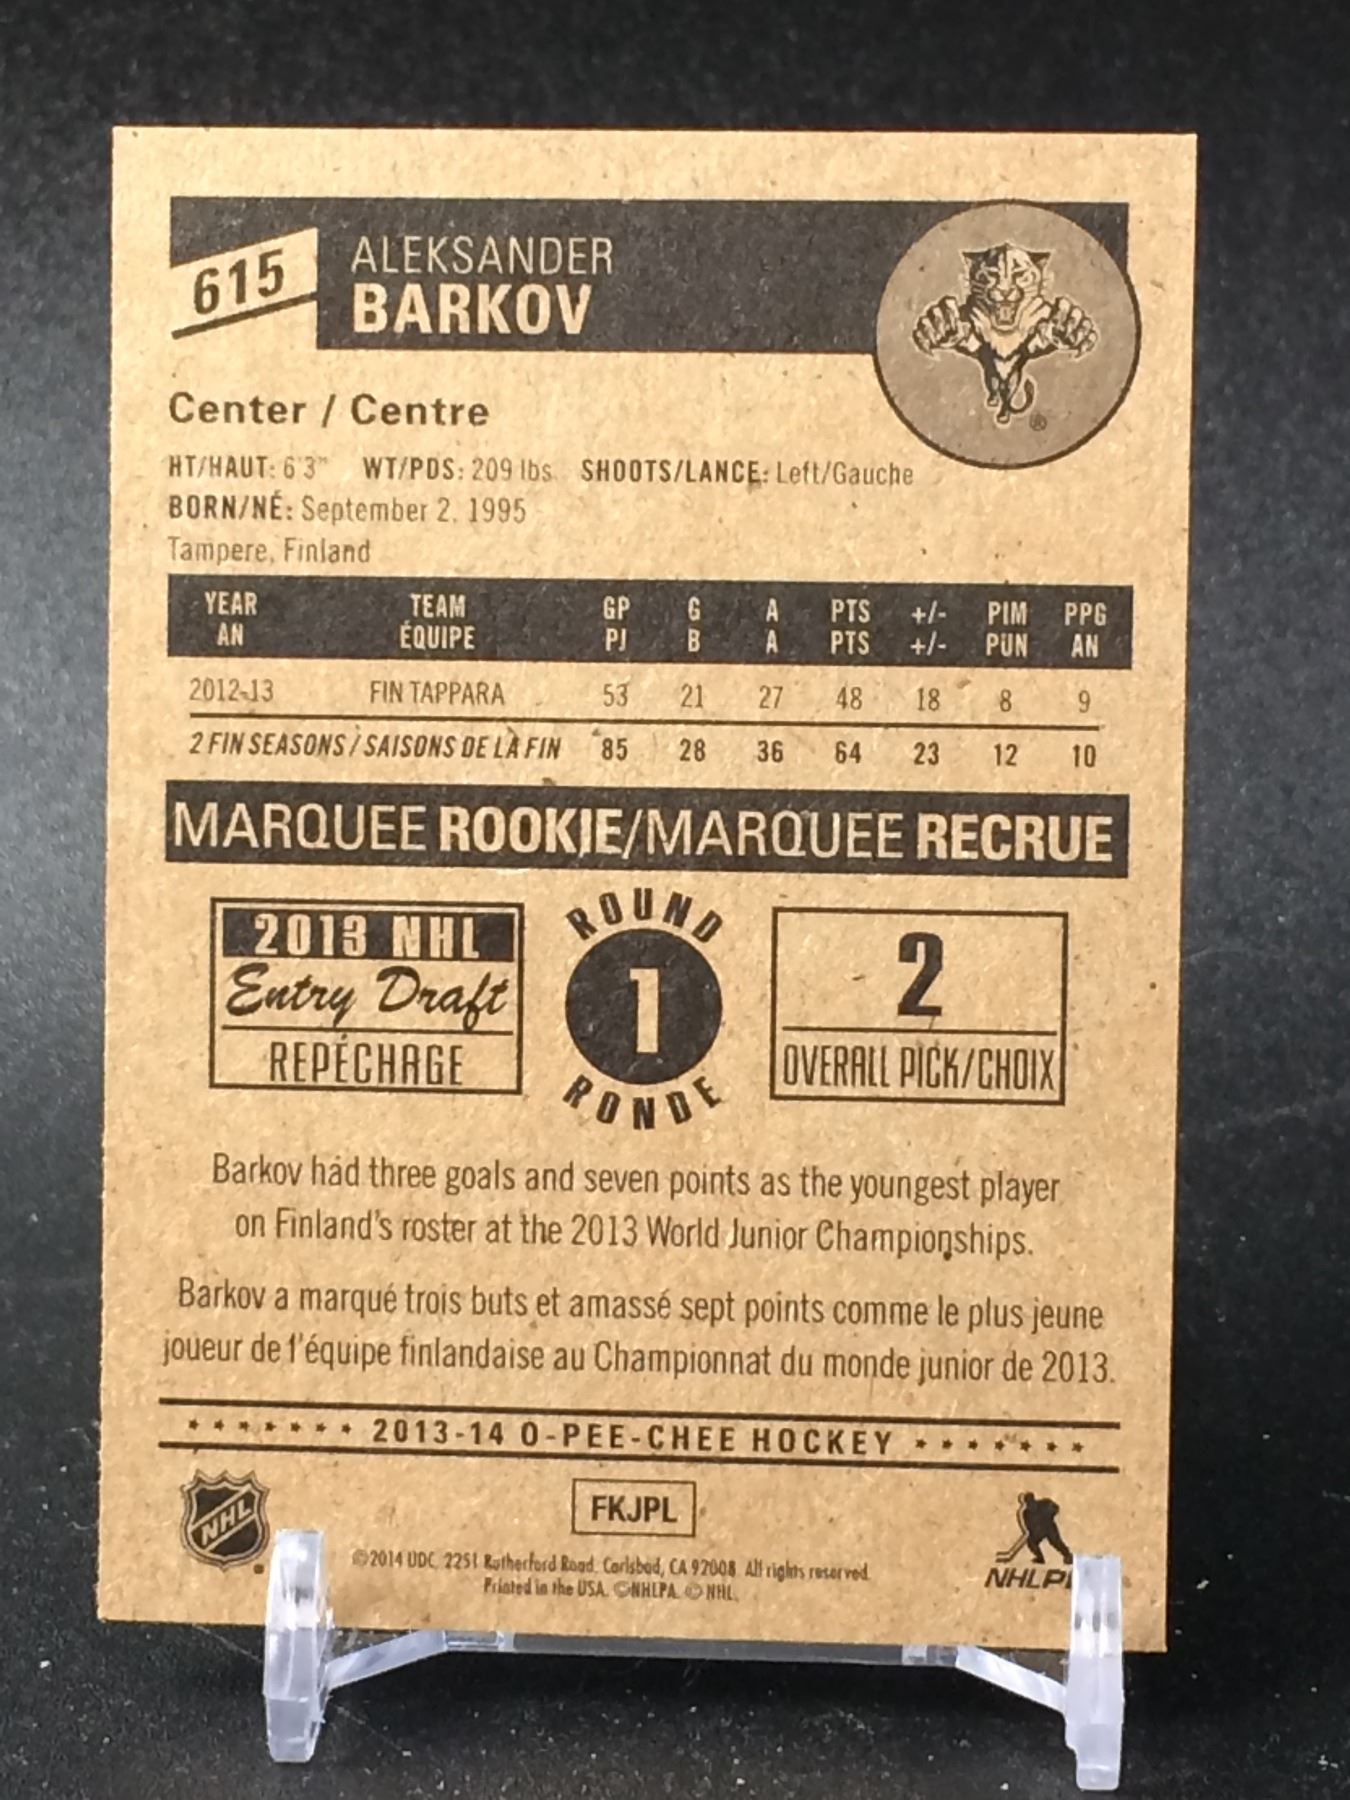 615
ALEKSANDER
BARKOV
®
Center / Centre
HT/HAUT: 6'3" WT/PDS: 209 lbs. SHOOTS/LANCE: Left/Gauche
BORN/NÉ: September 2, 1995
Tampere, Finland
YEAR TEAM GP G A PTS +/- PIM PPG
AN ÉQUIPE PJ B A PTS +/- PUN AN
2012-13 FIN TAPPARA 53 21 27 48 18 8 9
2 FIN SEASONS / SAISONS DE LA FIN 85 28 36 64 23 12 10
MARQUEE ROOKIE/MARQUEE RECRUE
2013 NHL
Entry Draft
REPÉCHAGE
ROUND
1
RONDE
2
OVERALL PICK/CHOIX
Barkov had three goals and seven points as the youngest player
on Finland's roster at the 2013 World Junior Championships.
Barkov a marqué trois buts et amassé sept points comme le plus jeune
joueur de l'équipe finlandaise au Championnat du monde junior de 2013.
2013-14 O-PEE-CHEE HOCKEY
NHL
FKJPL
©2014 UDC. 2251 Rutherford Road. Carlsbad, CA 92008. All rights reserved.
Printed in the USA. ©NHLPA. © NHL.
NHLP